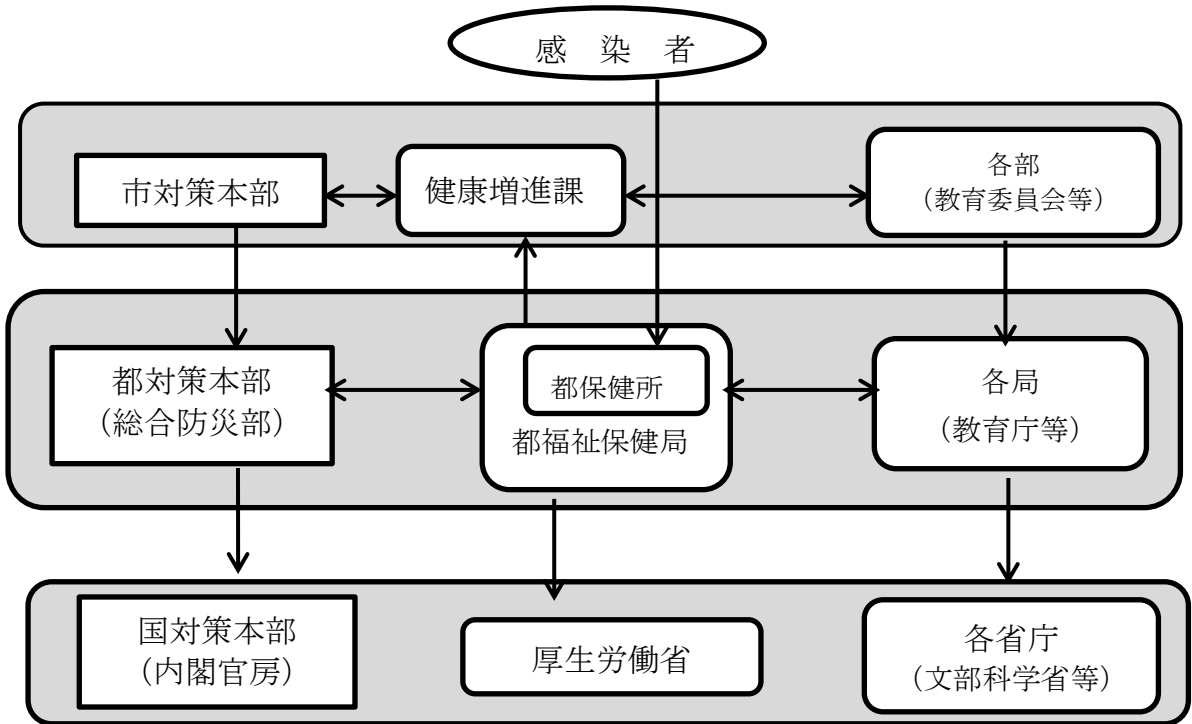 感 染 者
市対策本部
健康増進課
各部
（教育委員会等）
都対策本部
（総合防災部）
都保健所
都福祉保健局
各局
（教育庁等）
国対策本部
（内閣官房）
厚生労働省
各省庁
（文部科学省等）